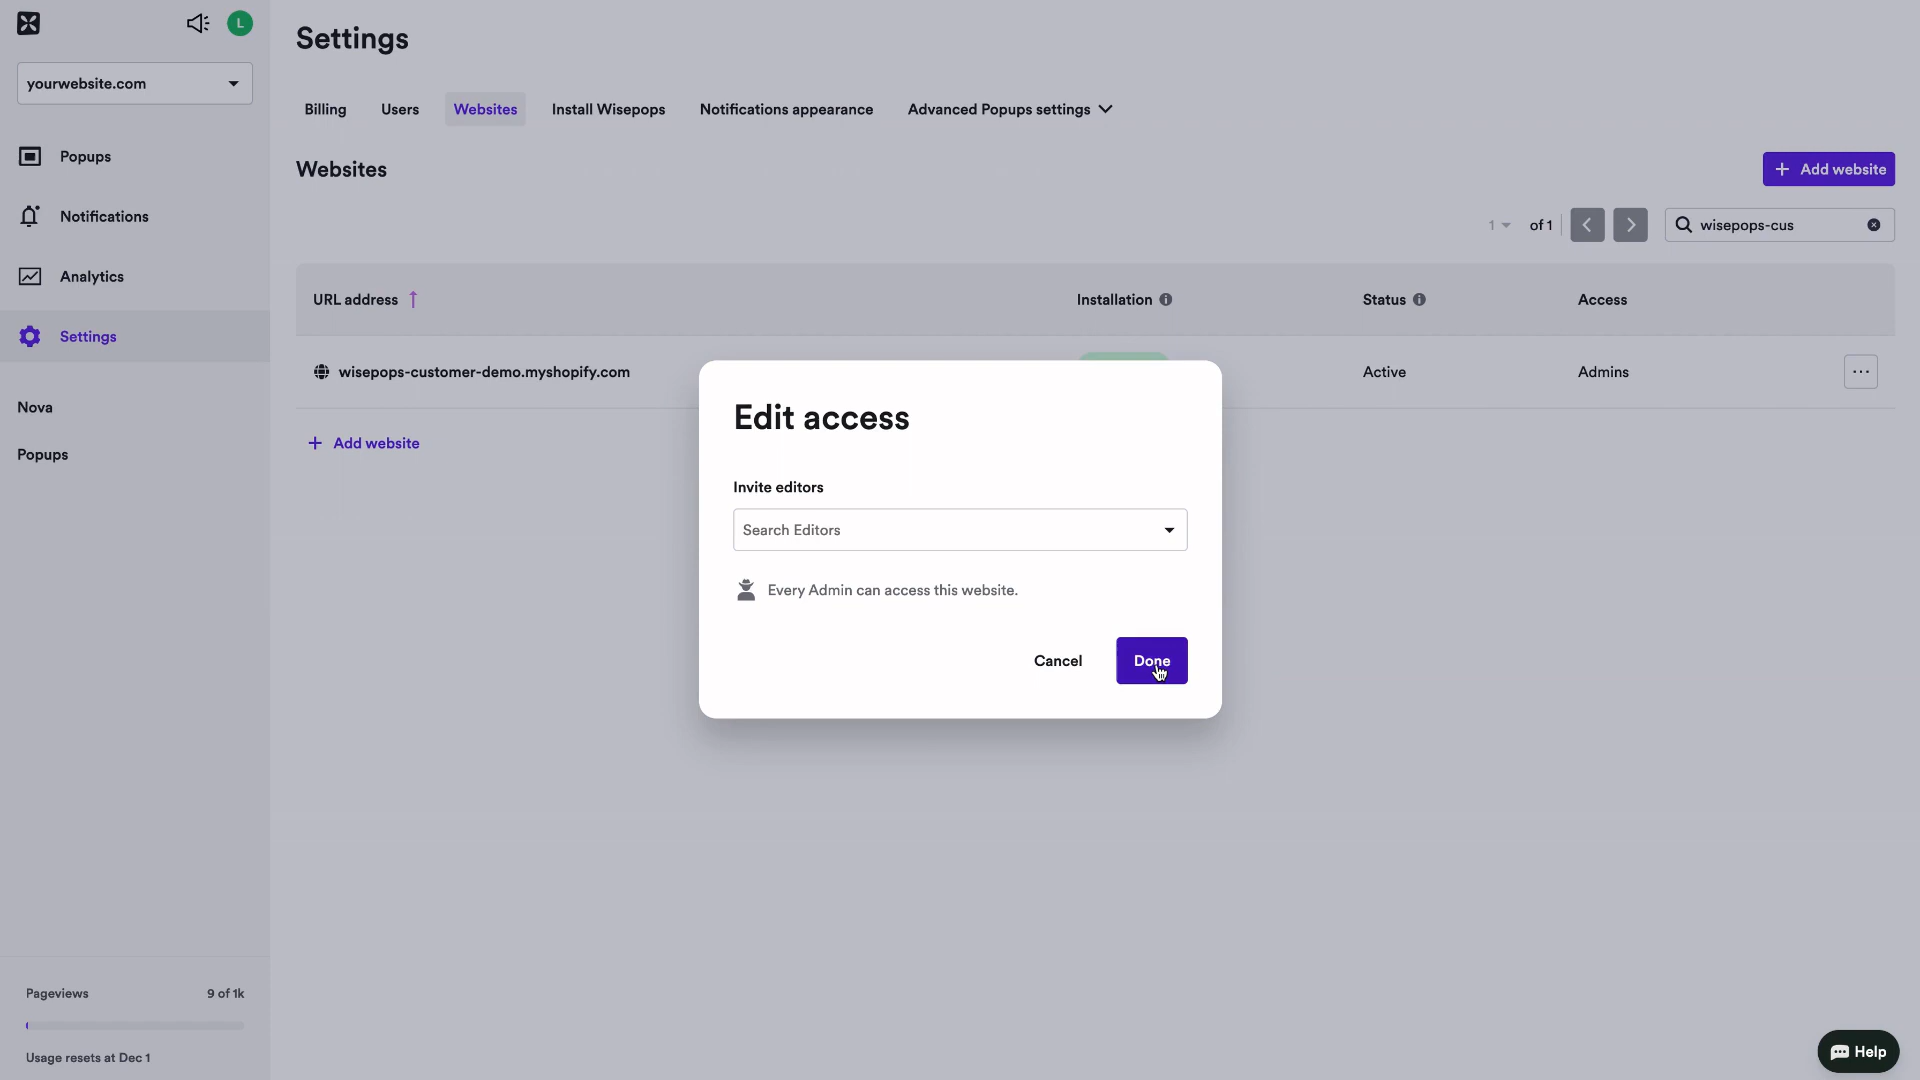 L
yourwebsite.com
Popups
Notifications
Analytics
Settings
Nova
Popups
Pageviews 9 of 1k
Usage resets at Dec 1
Settings
Billing Users Websites Install Wisepops Notifications appearance Advanced Popups settings
Websites
+ Add website
1 of 1
wisepops-cus
URL address ↑ Installation Status Access
wisepops-customer-demo.myshopify.com Active Admins ...
+ Add website
Edit access
Invite editors
Search Editors
Every Admin can access this website.
Cancel Done
Help